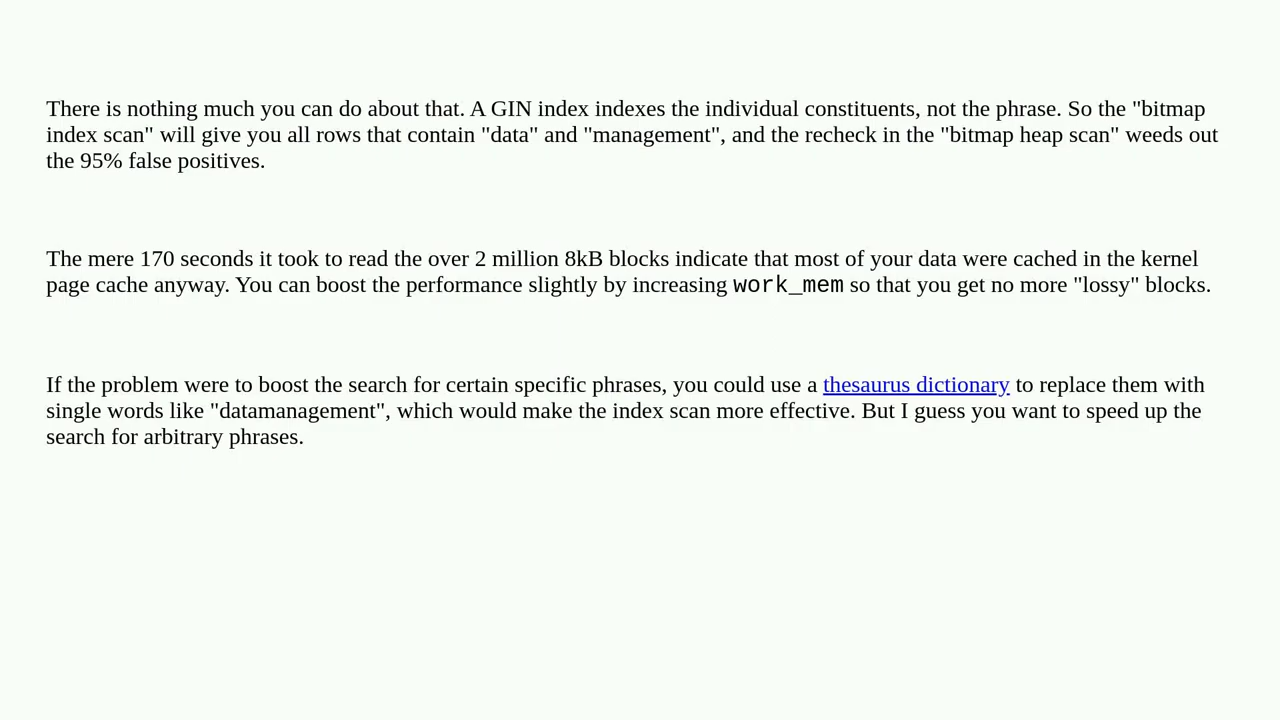 There is nothing much you can do about that. A GIN index indexes the individual constituents, not the phrase. So the "bitmap
index scan" will give you all rows that contain "data" and "management", and the recheck in the "bitmap heap scan" weeds out
the 95% false positives.
The mere 170 seconds it took to read the over 2 million 8kB blocks indicate that most of your data were cached in the kernel
page cache anyway. You can boost the performance slightly by increasing work_mem so that you get no more "lossy" blocks.
If the problem were to boost the search for certain specific phrases, you could use a thesaurus dictionary to replace them with
single words like "datamanagement", which would make the index scan more effective. But I guess you want to speed up the
search for arbitrary phrases.